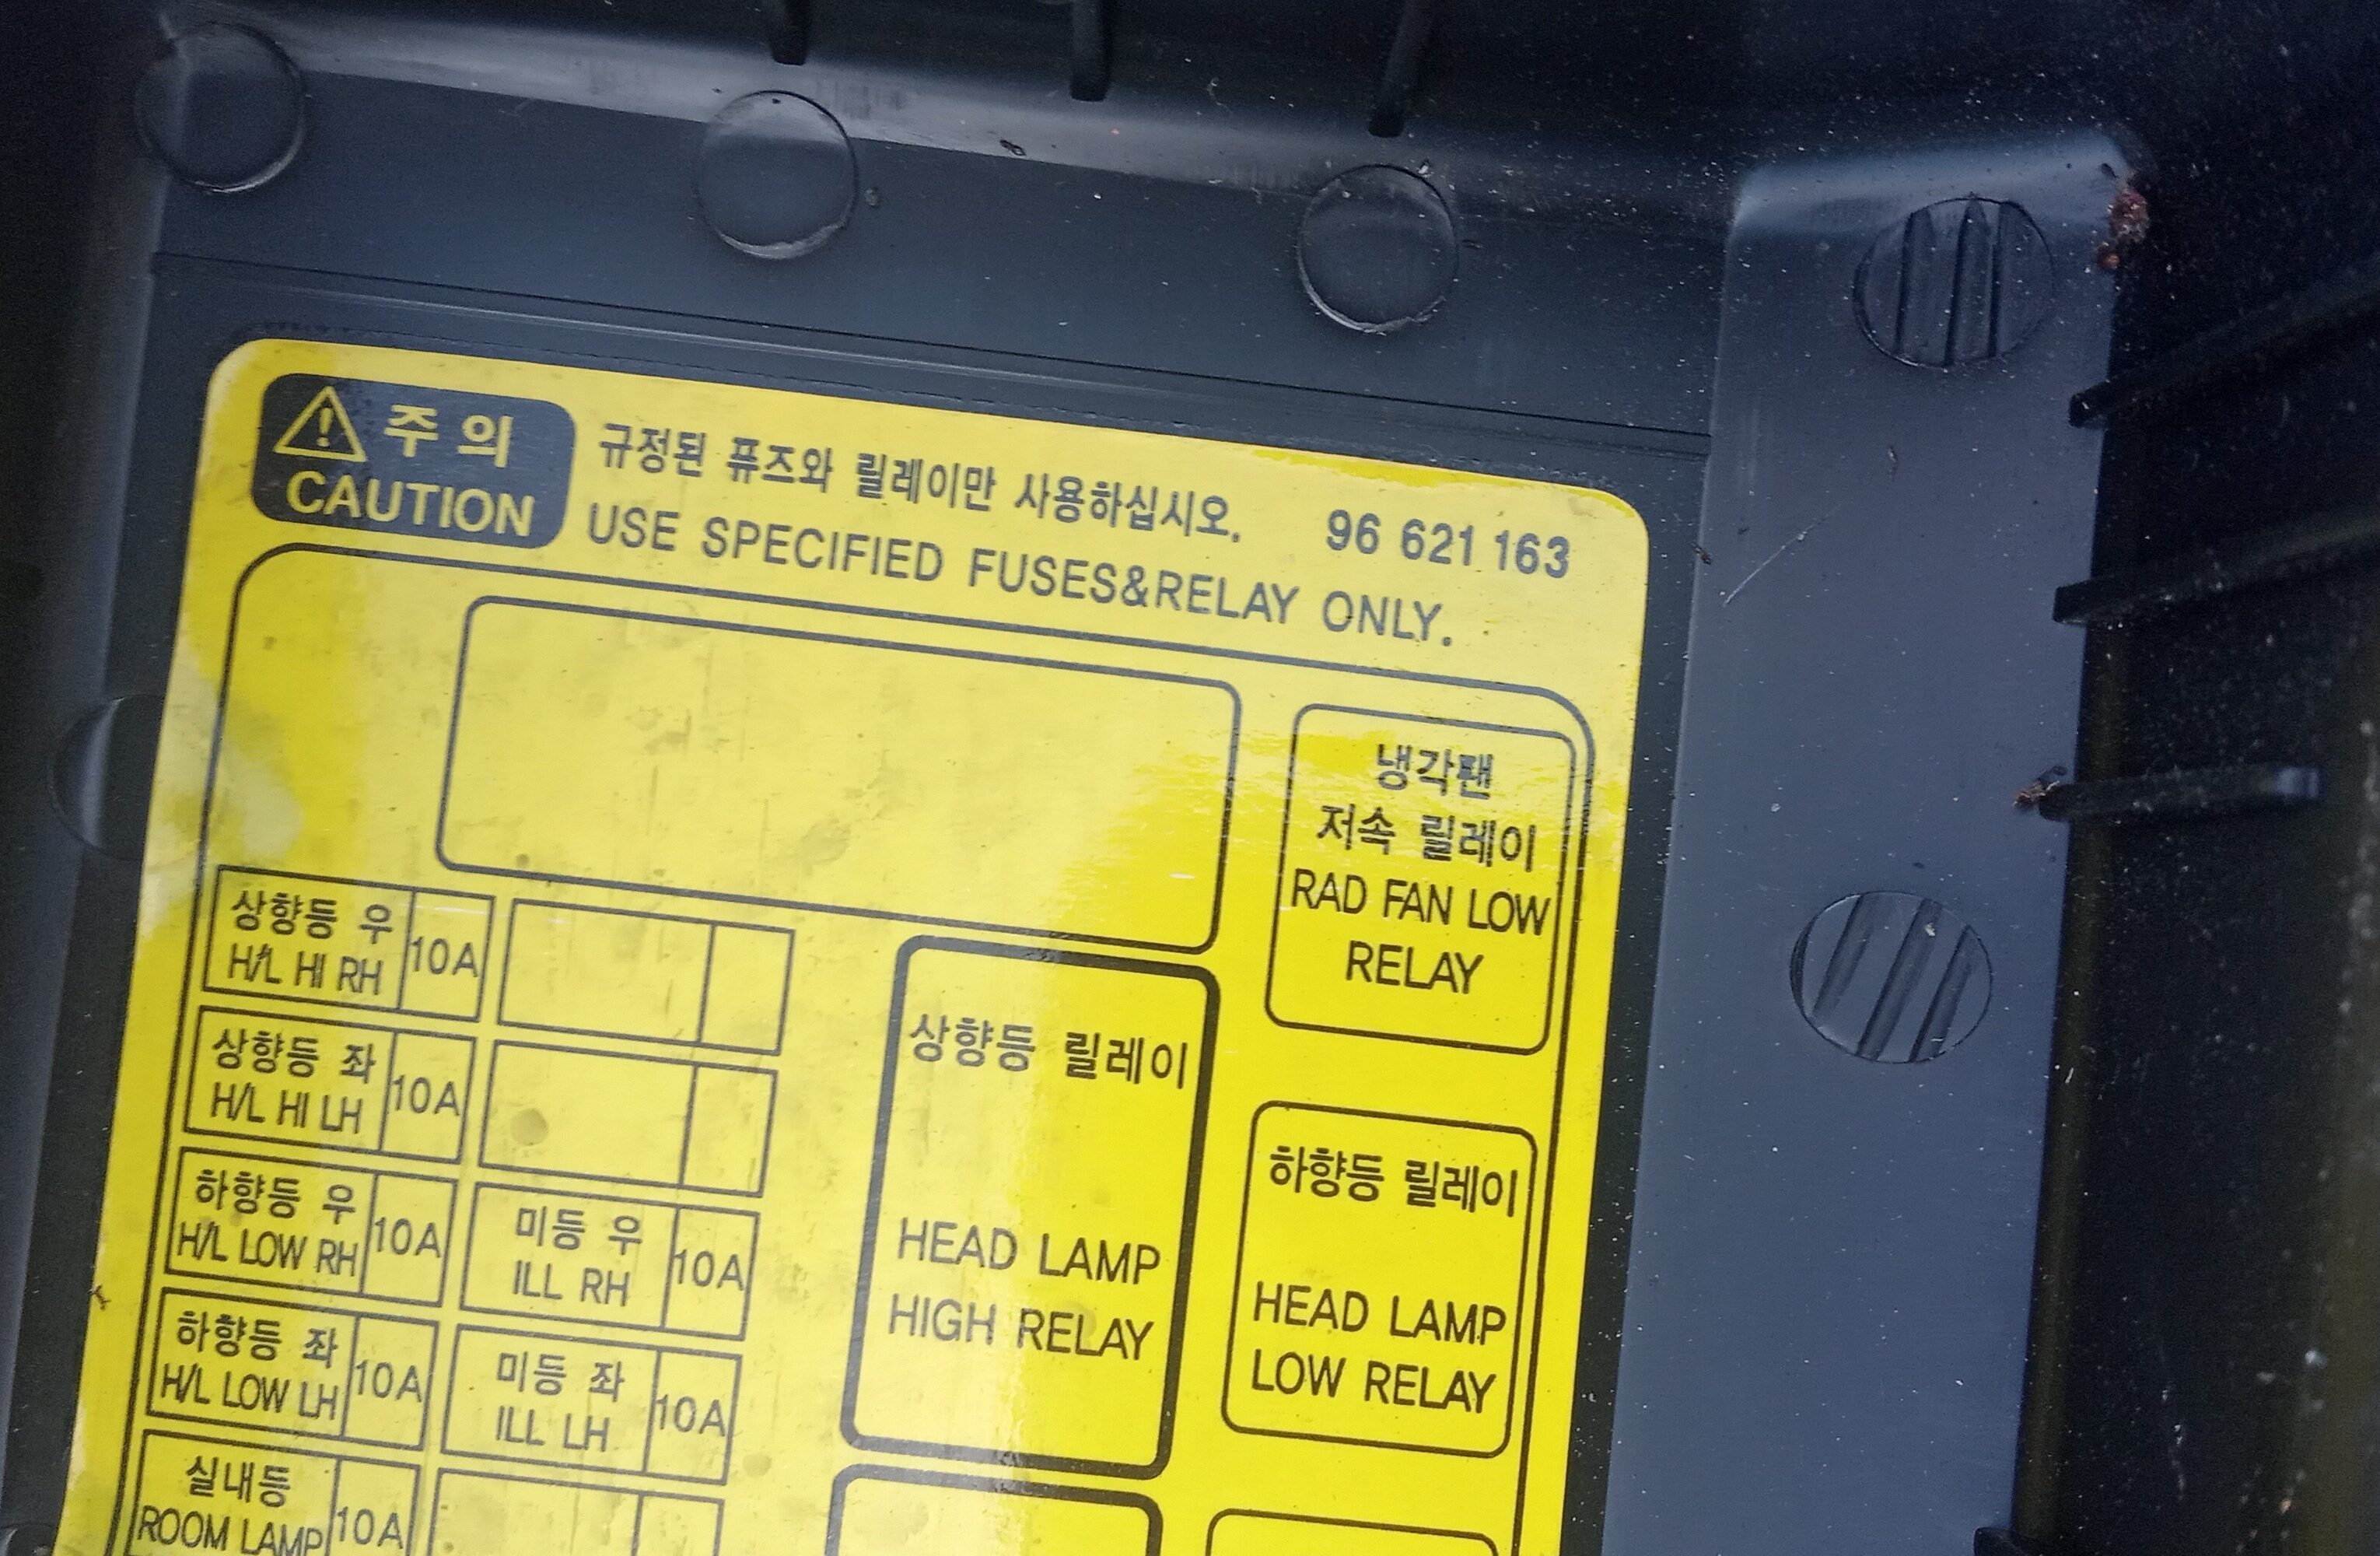 주의
CAUTION
규정된 퓨즈와 릴레이만 사용하십시오. 96 621 163
USE SPECIFIED FUSES&RELAY ONLY.
냉각팬
저속 릴레이
RAD FAN LOW
RELAY
상향등 우
H/L HI RH
10A
상향등 좌
H/L HI LH
10A
하향등 우
H/L LOW RH
10A
미등 우
ILL RH
10A
하향등 좌
H/L LOW LH
10A
미등 좌
ILL LH
10A
실내등
ROOM LAMP
10A
상향등 릴레이
HEAD LAMP
HIGH RELAY
하향등 릴레이
HEAD LAMP
LOW RELAY